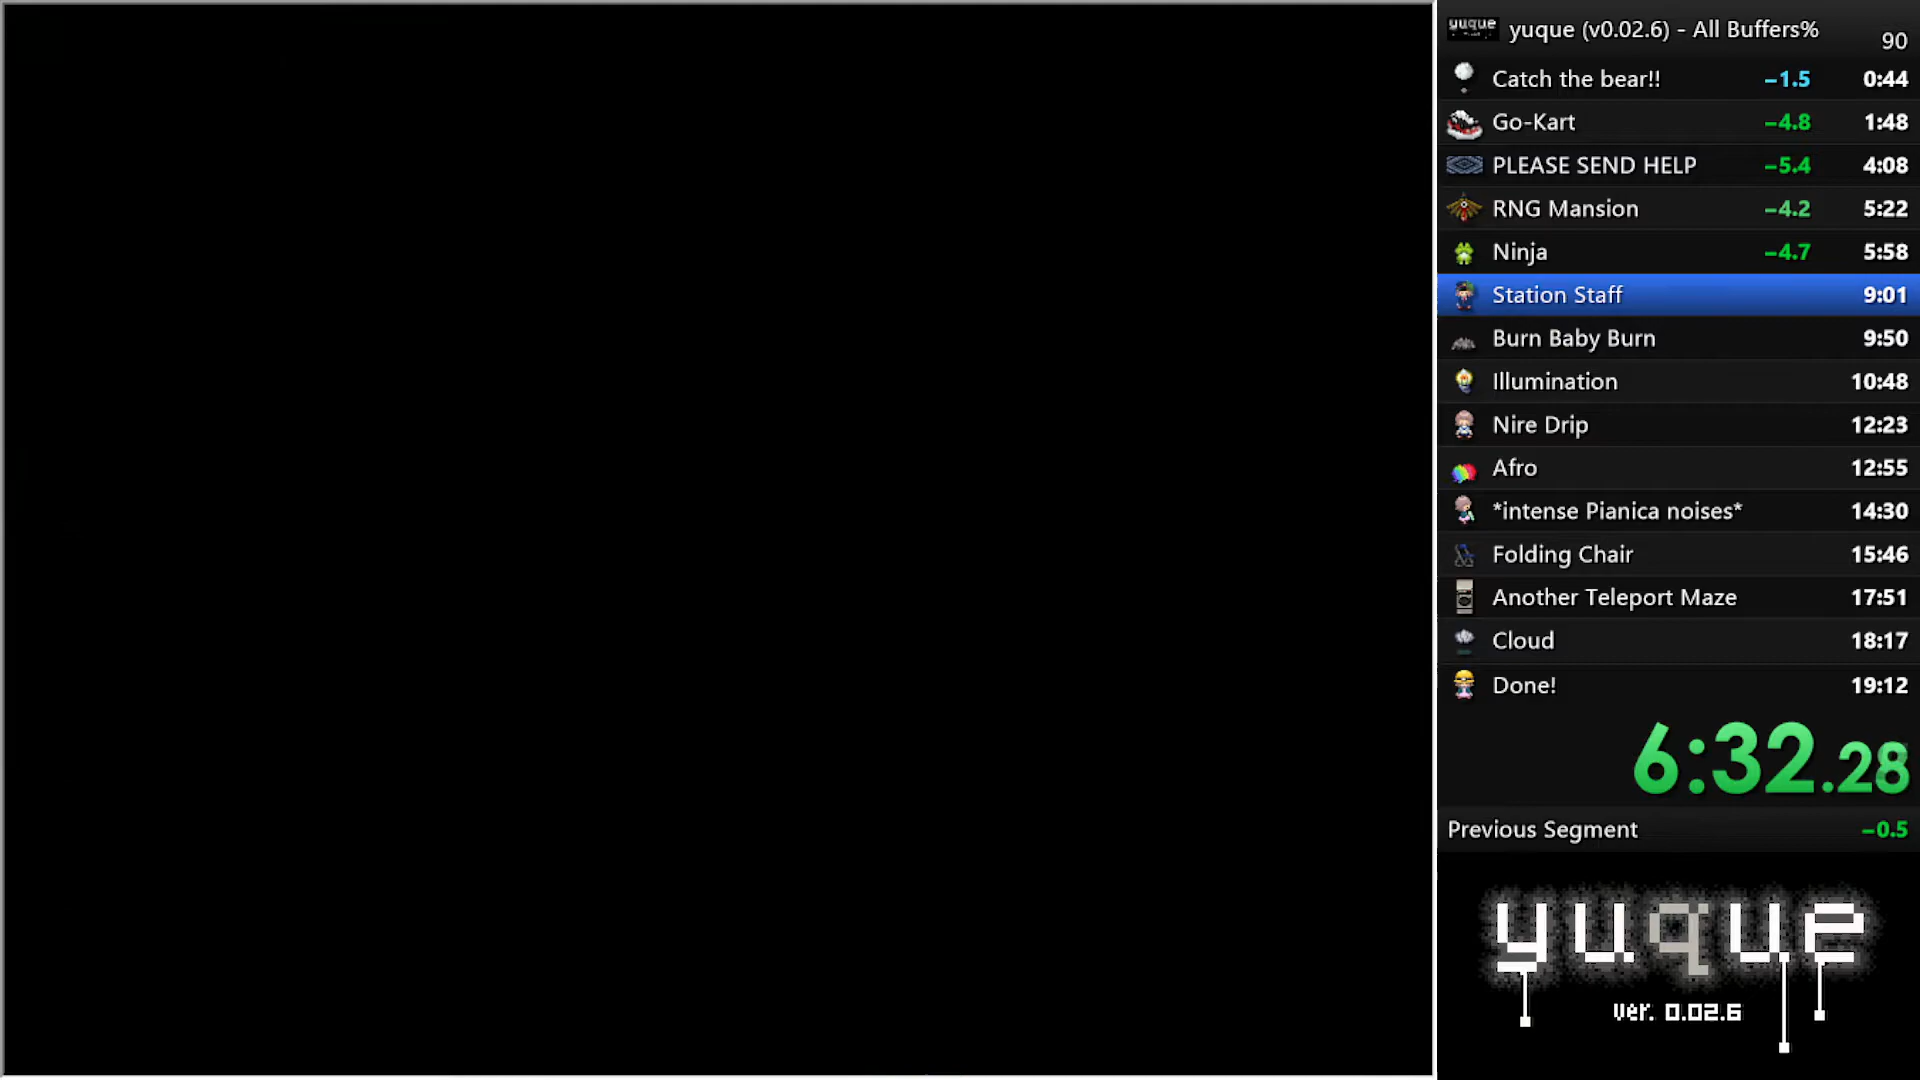 yuque
yuque (v0.02.6) - All Buffers%
90
Catch the bear!! −1.5 0:44
Go-Kart −4.8 1:48
PLEASE SEND HELP −5.4 4:08
RNG Mansion −4.2 5:22
Ninja −4.7 5:58
Station Staff 9:01
Burn Baby Burn 9:50
Illumination 10:48
Nire Drip 12:23
Afro 12:55
*intense Pianica noises* 14:30
Folding Chair 15:46
Another Teleport Maze 17:51
Cloud 18:17
Done! 19:12
6:32.28
Previous Segment −0.5
yuque
ver. 0.02.6